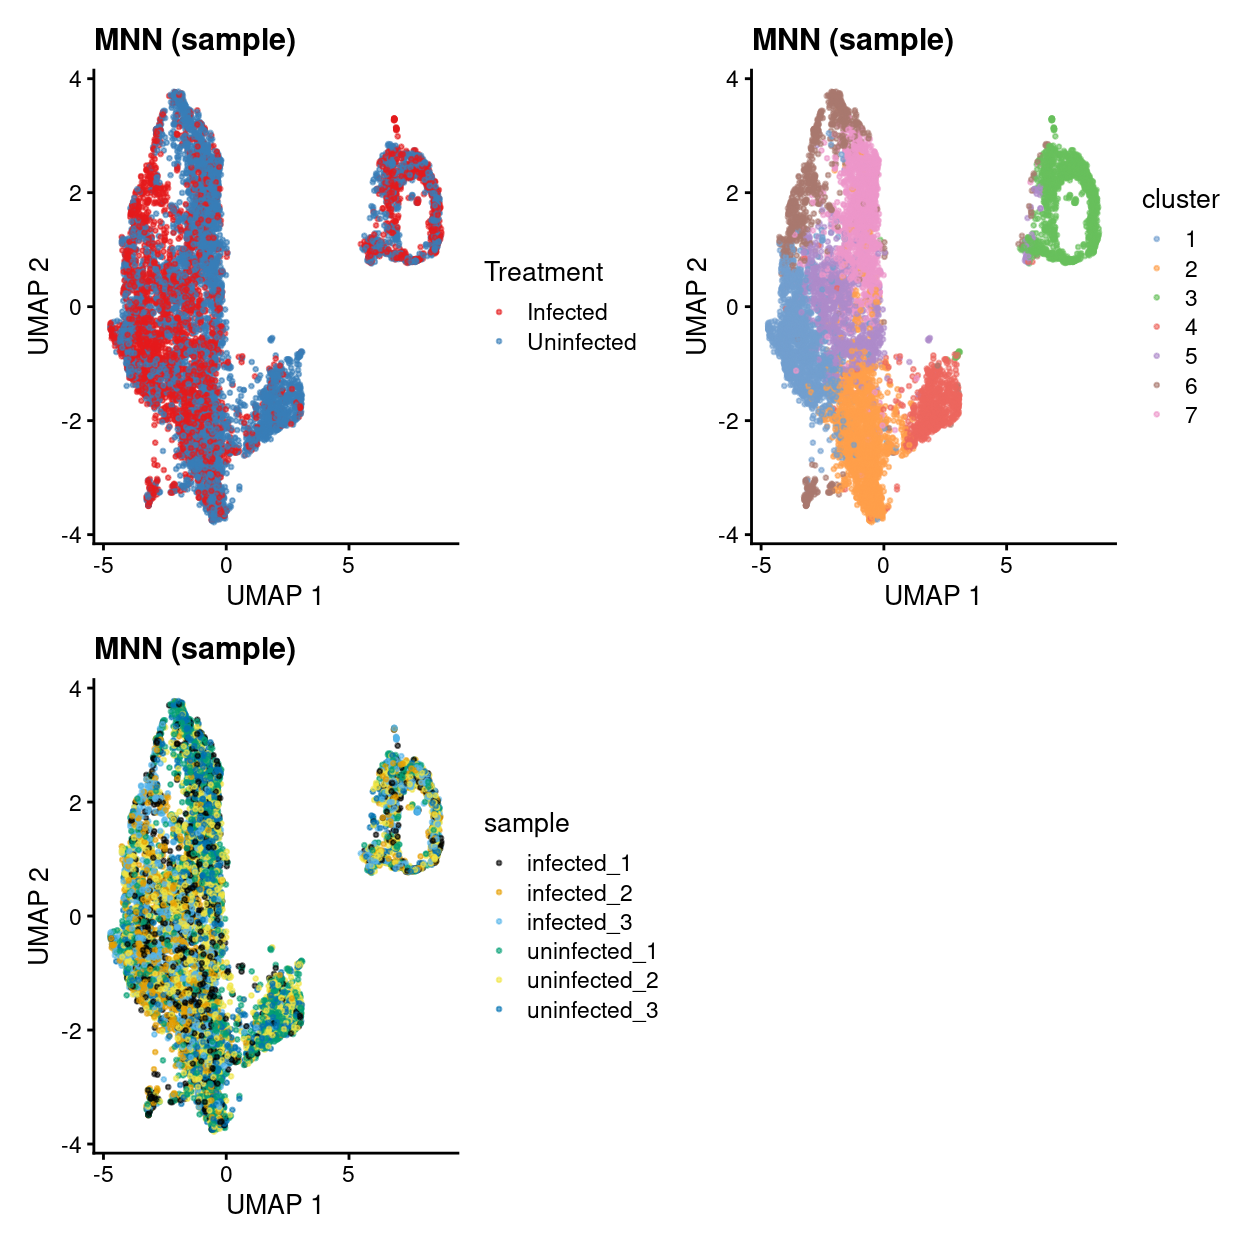 MNN (sample)
4
2
0
-2
-4
UMAP 2
-5
0
5
UMAP 1
Treatment
Infected
Uninfected
MNN (sample)
4
2
0
-2
-4
UMAP 2
-5
0
5
UMAP 1
cluster
1
2
3
4
5
6
7
MNN (sample)
4
2
0
-2
-4
UMAP 2
-5
0
5
UMAP 1
sample
infected_1
infected_2
infected_3
uninfected_1
uninfected_2
uninfected_3